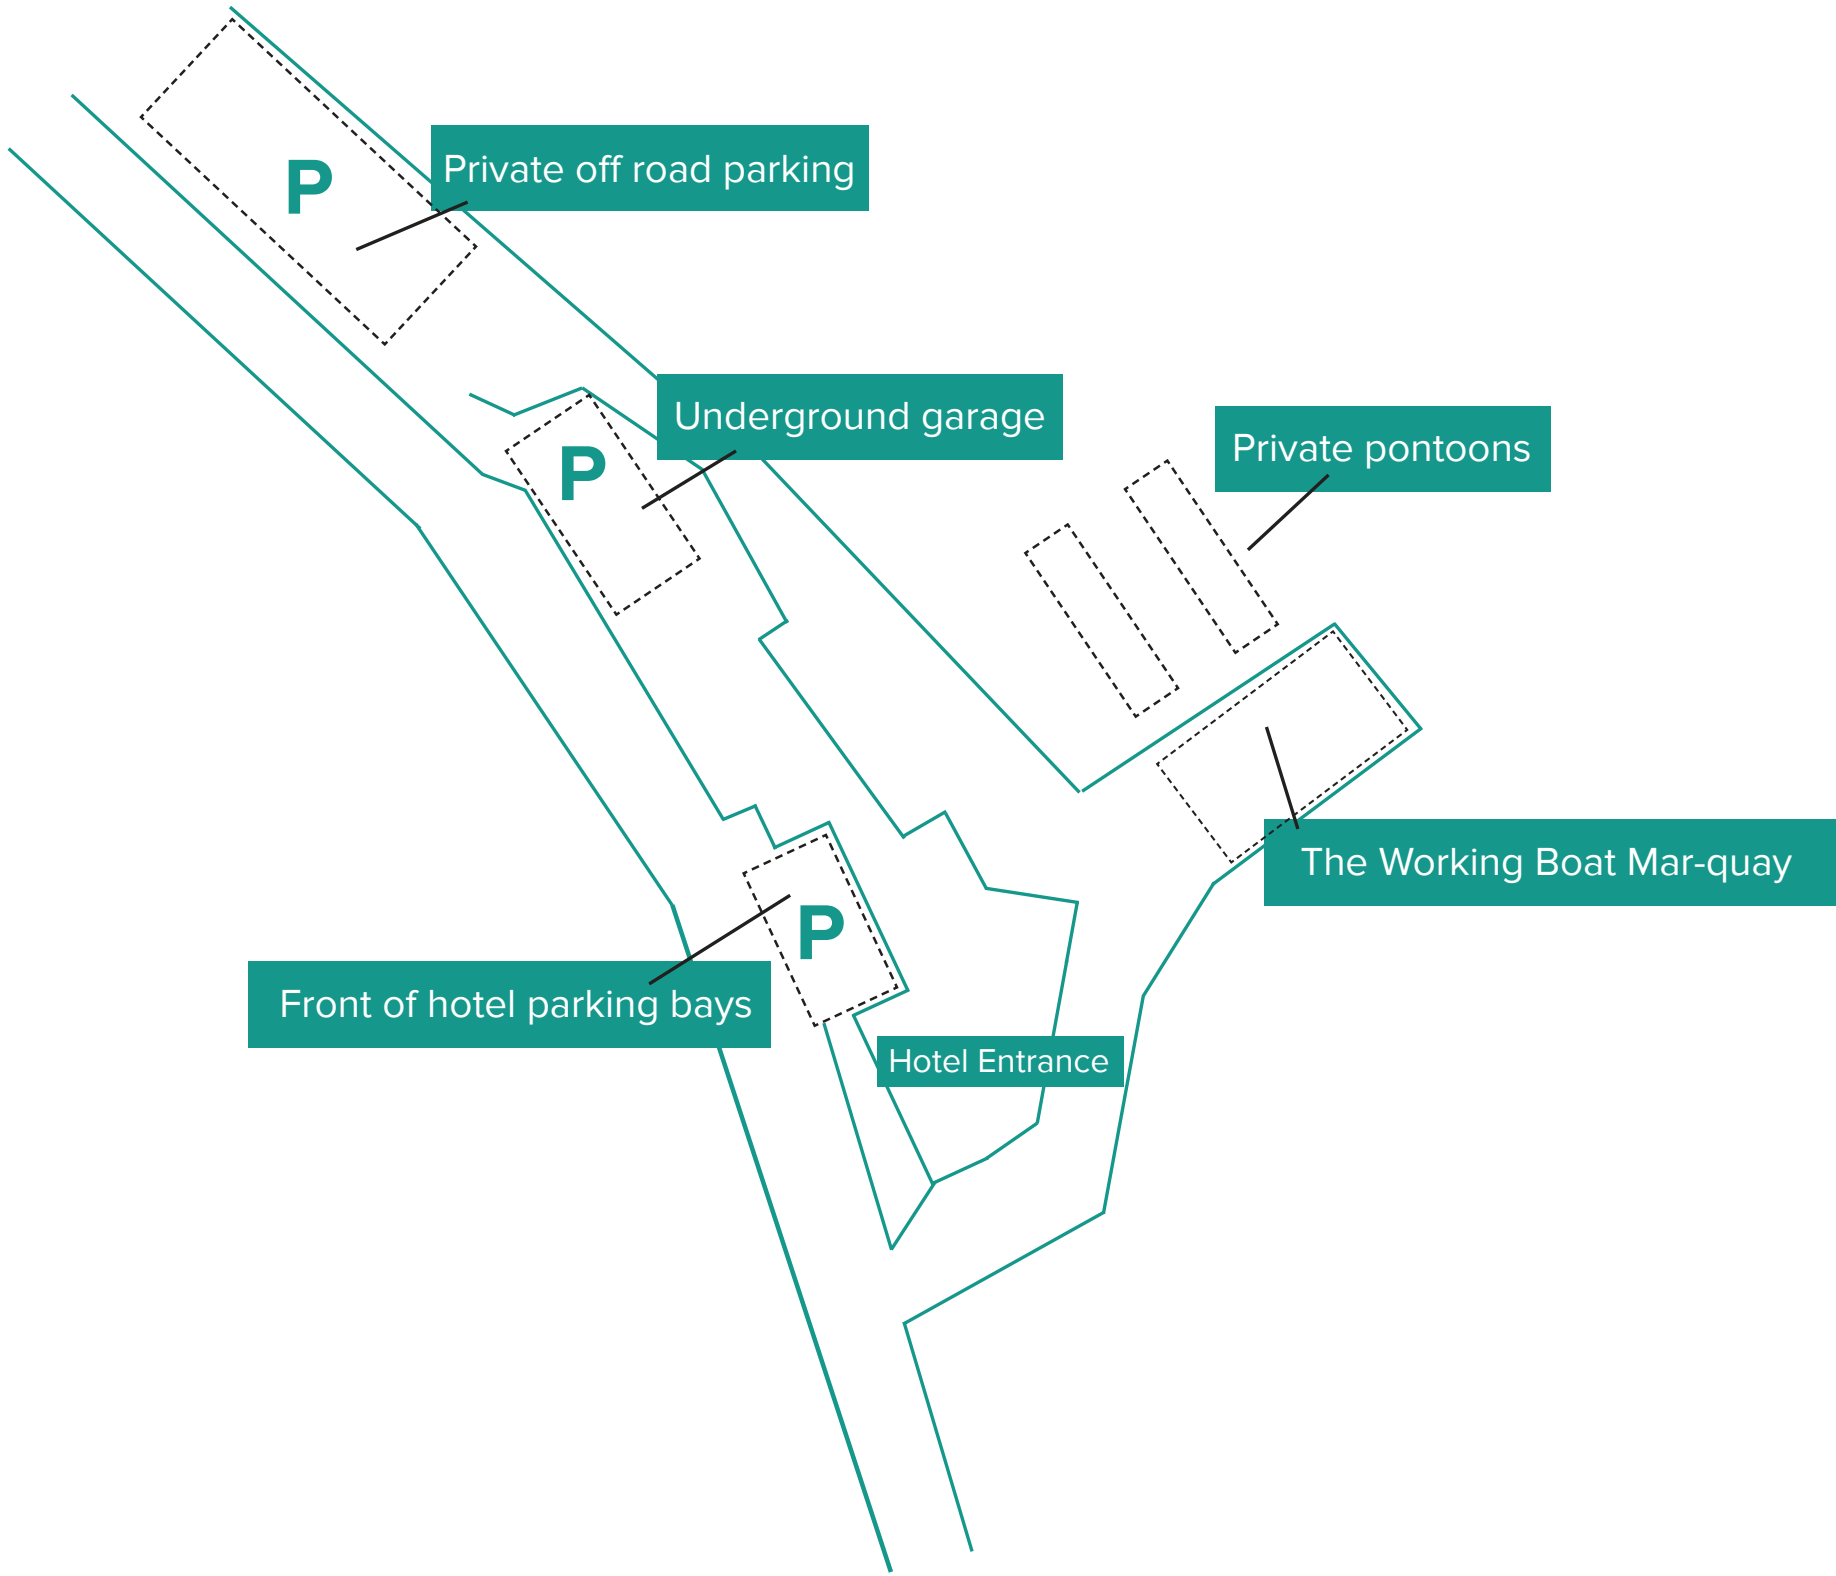 Private off road parking
P
Underground garage
Private pontoons
P
The Working Boat Mar-quay
P
Front of hotel parking bays
Hotel Entrance